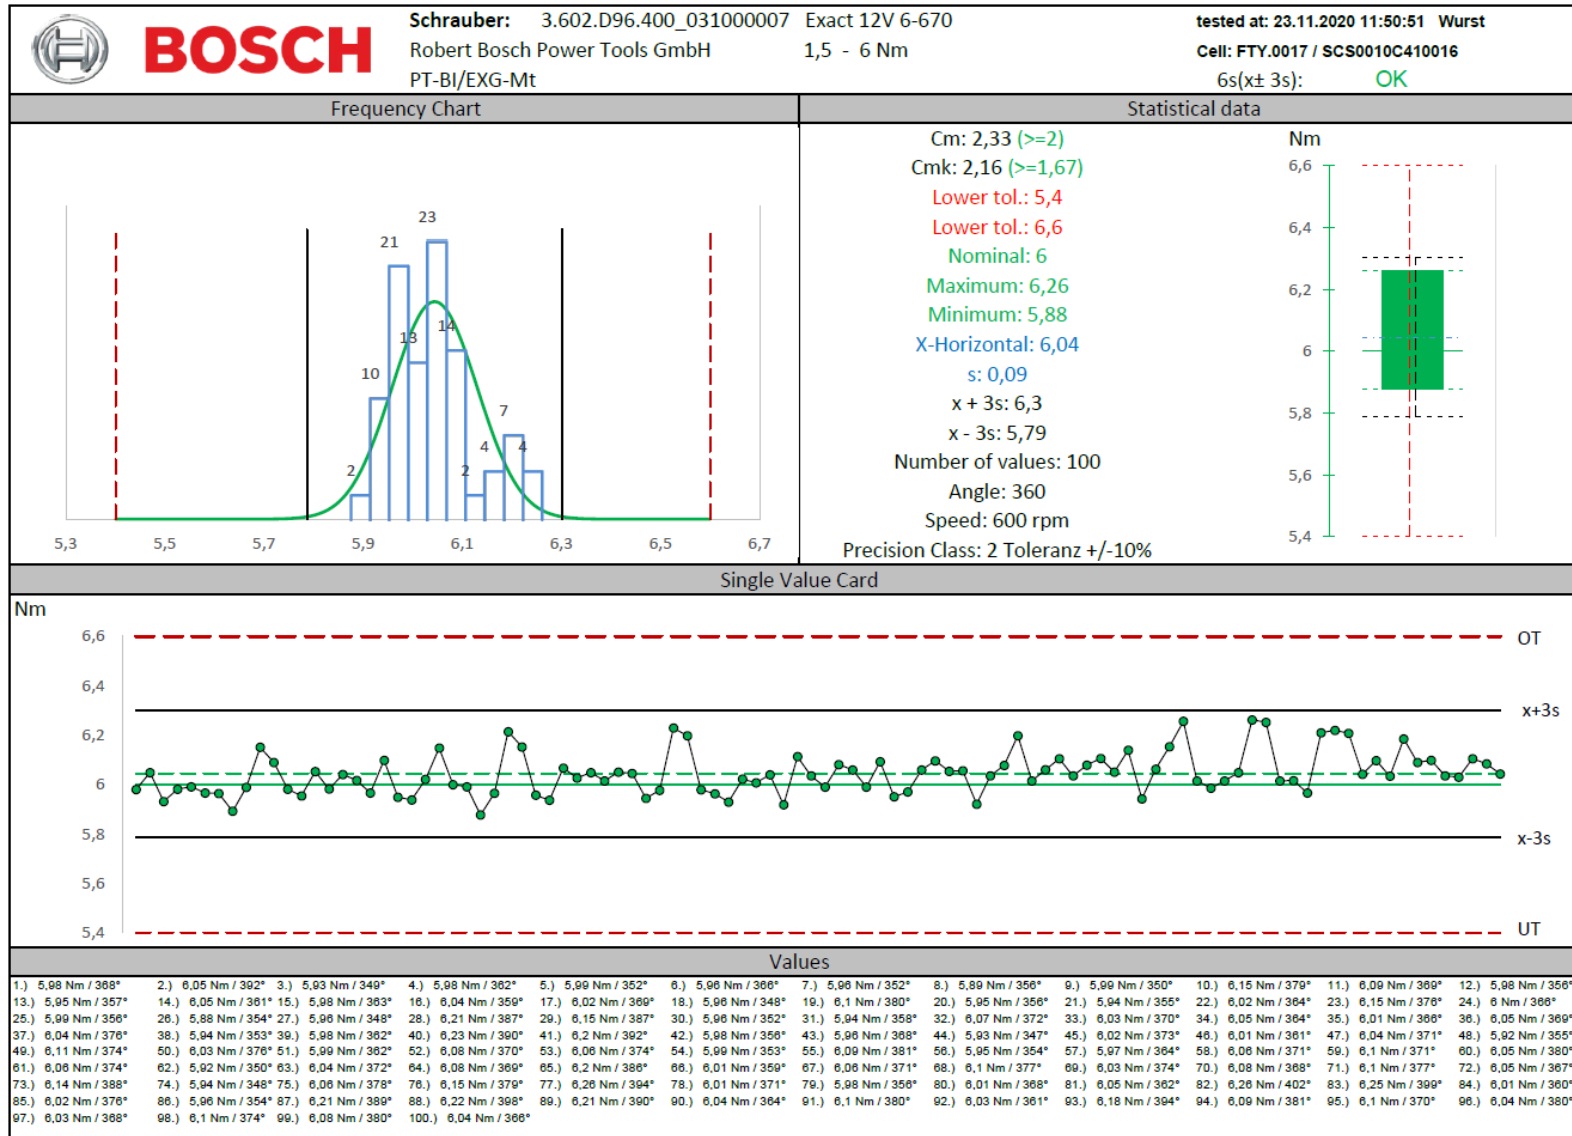 BOSCH
Schrauber: 3.602.D96.400_031000007 Exact 12V 6-670
Robert Bosch Power Tools GmbH 1,5 - 6 Nm
PT-BI/EXG-Mt
tested at: 23.11.2020 11:50:51 Wurst
Cell: FTY.0017 / SCS0010C410016
6s(x± 3s): OK
Frequency Chart
23
21
13
14
10
7
2
2
4
4
5,3 5,5 5,7 5,9 6,1 6,3 6,5 6,7
Statistical data
Cm: 2,33 (>=2)
Cmk: 2,16 (>=1,67)
Lower tol.: 5,4
Lower tol.: 6,6
Nominal: 6
Maximum: 6,26
Minimum: 5,88
X-Horizontal: 6,04
s: 0,09
x + 3s: 6,3
x - 3s: 5,79
Number of values: 100
Angle: 360
Speed: 600 rpm
Precision Class: 2 Toleranz +/-10%
Nm
6,6
6,4
6,2
6
5,8
5,6
5,4
Single Value Card
Nm
6,6
6,4
6,2
6
5,8
5,6
5,4
OT
x+3s
x-3s
UT
Values
1.) 5,98 Nm / 368° 2.) 6,05 Nm / 392° 3.) 5,93 Nm / 349° 4.) 5,98 Nm / 362° 5.) 5,99 Nm / 352° 6.) 5,96 Nm / 366° 7.) 5,96 Nm / 352° 8.) 5,89 Nm / 356° 9.) 5,99 Nm / 350° 10.) 6,15 Nm / 379° 11.) 6,09 Nm / 369° 12.) 5,98 Nm / 356°
13.) 5,95 Nm / 357° 14.) 6,05 Nm / 361° 15.) 5,98 Nm / 363° 16.) 6,04 Nm / 359° 17.) 6,02 Nm / 369° 18.) 5,96 Nm / 348° 19.) 6,1 Nm / 380° 20.) 5,95 Nm / 356° 21.) 5,94 Nm / 355° 22.) 6,02 Nm / 364° 23.) 6,15 Nm / 376° 24.) 6 Nm / 366°
25.) 5,99 Nm / 356° 26.) 5,88 Nm / 354° 27.) 5,96 Nm / 348° 28.) 6,21 Nm / 387° 29.) 6,15 Nm / 387° 30.) 5,96 Nm / 352° 31.) 5,94 Nm / 358° 32.) 6,07 Nm / 372° 33.) 6,03 Nm / 370° 34.) 6,05 Nm / 364° 35.) 6,01 Nm / 366° 36.) 6,05 Nm / 369°
37.) 6,04 Nm / 376° 38.) 5,94 Nm / 353° 39.) 5,98 Nm / 362° 40.) 6,23 Nm / 390° 41.) 6,2 Nm / 392° 42.) 5,98 Nm / 356° 43.) 5,96 Nm / 368° 44.) 5,93 Nm / 347° 45.) 6,02 Nm / 373° 46.) 6,01 Nm / 361° 47.) 6,04 Nm / 371° 48.) 5,92 Nm / 355°
49.) 6,11 Nm / 374° 50.) 6,03 Nm / 376° 51.) 5,99 Nm / 362° 52.) 6,08 Nm / 370° 53.) 6,06 Nm / 374° 54.) 5,99 Nm / 353° 55.) 6,09 Nm / 381° 56.) 5,95 Nm / 354° 57.) 5,97 Nm / 364° 58.) 6,06 Nm / 371° 59.) 6,1 Nm / 371° 60.) 6,05 Nm / 380°
61.) 6,06 Nm / 374° 62.) 5,92 Nm / 350° 63.) 6,04 Nm / 372° 64.) 6,08 Nm / 369° 65.) 6,2 Nm / 386° 66.) 6,01 Nm / 359° 67.) 6,06 Nm / 371° 68.) 6,1 Nm / 377° 69.) 6,03 Nm / 374° 70.) 6,08 Nm / 368° 71.) 6,1 Nm / 377° 72.) 6,05 Nm / 367°
73.) 6,14 Nm / 388° 74.) 5,94 Nm / 348° 75.) 6,06 Nm / 378° 76.) 6,15 Nm / 379° 77.) 6,26 Nm / 394° 78.) 6,01 Nm / 371° 79.) 5,98 Nm / 356° 80.) 6,01 Nm / 368° 81.) 6,05 Nm / 362° 82.) 6,26 Nm / 402° 83.) 6,25 Nm / 399° 84.) 6,01 Nm / 360°
85.) 6,02 Nm / 376° 86.) 5,96 Nm / 354° 87.) 6,21 Nm / 389° 88.) 6,22 Nm / 398° 89.) 6,21 Nm / 390° 90.) 6,04 Nm / 364° 91.) 6,1 Nm / 380° 92.) 6,03 Nm / 361° 93.) 6,18 Nm / 394° 94.) 6,09 Nm / 381° 95.) 6,1 Nm / 370° 96.) 6,04 Nm / 380°
97.) 6,03 Nm / 368° 98.) 6,1 Nm / 374° 99.) 6,08 Nm / 380° 100.) 6,04 Nm / 366°